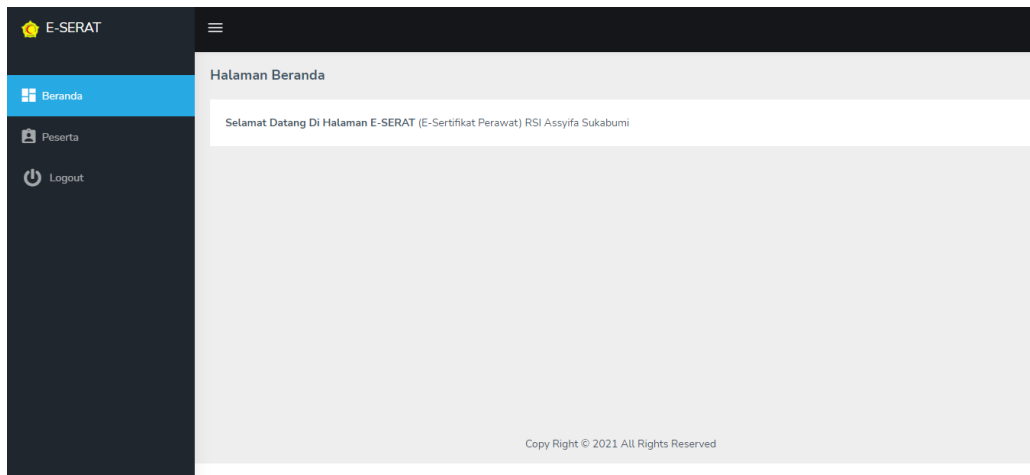 E-SERAT
Halaman Beranda
Beranda
Selamat Datang Di Halaman E-SERAT (E-Sertifikat Perawat) RSI Assyifa Sukabumi
Peserta
Logout
Copy Right © 2021 All Rights Reserved